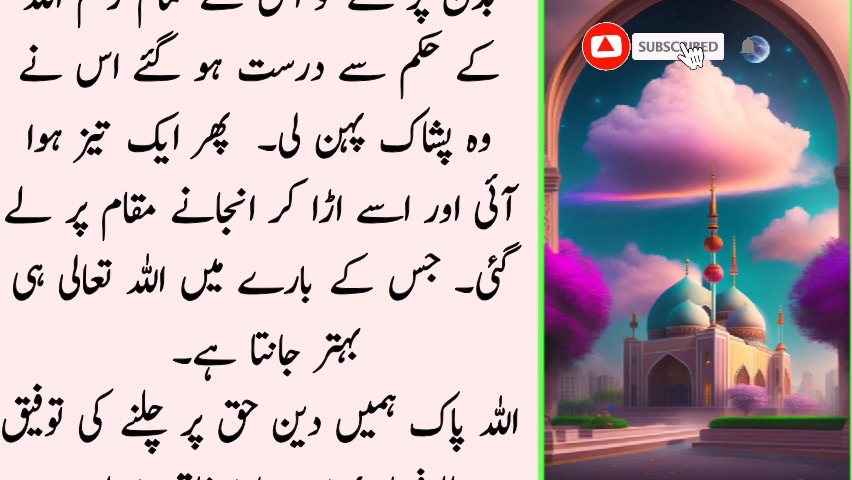 کے حکم سے درست ہو گئے اس نے
وہ پشاک پہن لی۔ پھر ایک تیز ہوا
آئی اور اسے اڑا کر انجانے مقام پر لے
گئی۔ جس کے بارے میں اللہ تعالی ہی
بہتر جانتا ہے۔
اللہ پاک ہمیں دین حق پر چلنے کی توفیق
SUBSCRIBED